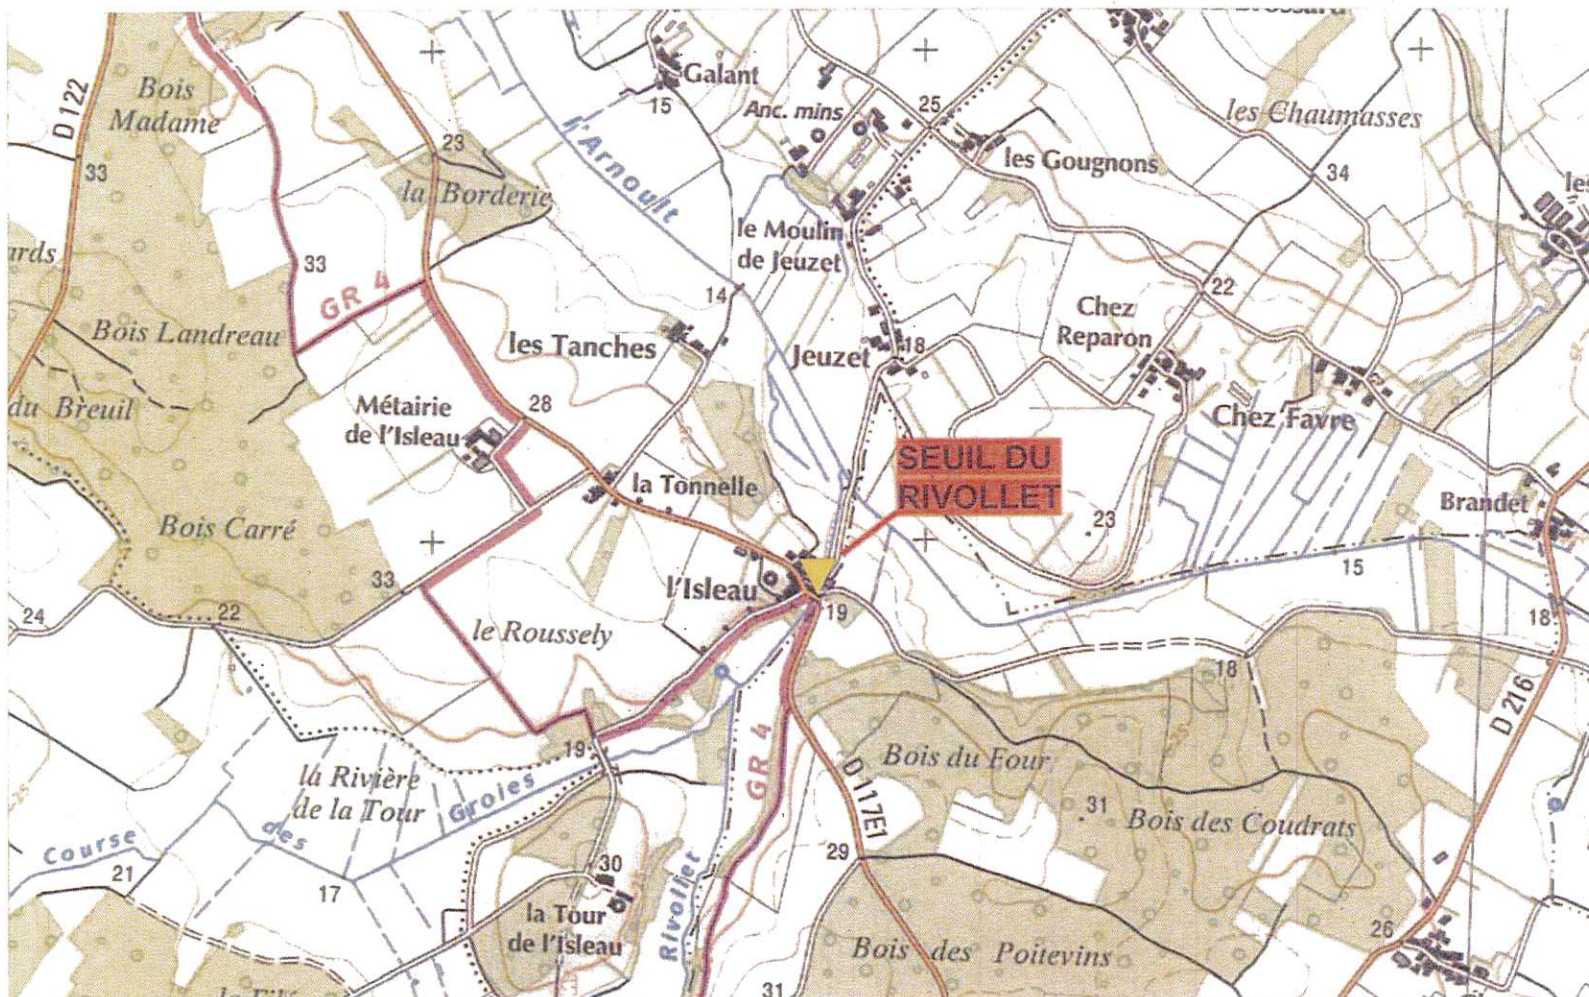 D 122
Bois
Madame
33
23
la Borderie
Galant
15
l'Arnoult
Anc. mins
25
les Gougnons
les Chaumasses
34
le Moulin
de Jeuzet
33
GR 4
14
22
Bois Landreau
les Tanches
Jeuzet
18
Chez
Reparon
du Breuil
Métairie
de l'Isleau
28
Chez Favre
SEUIL DU
RIVOLLET
la Tonnelle
Brandet
Bois Carré
23
15
33
l'Isleau
19
18
24
22
le Roussely
18
D 216
19
GR 4
Bois du Four
la Rivière
de la Tour
Course
des
Groies
D 117E1
31
Bois des Coudrats
21
17
30
29
la Tour
de l'Isleau
Rivollet
Bois des Poitevins
26
31